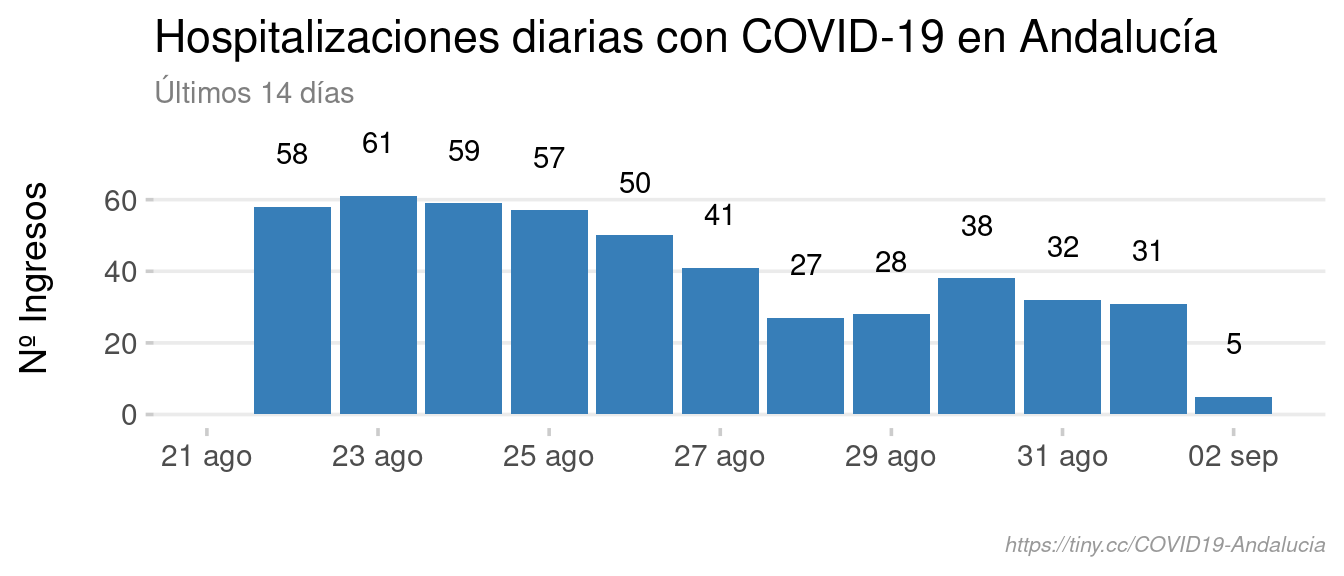 Hospitalizaciones diarias con COVID-19 en Andalucía
Últimos 14 días
Nº Ingresos
58 61 59 57 50 41 27 28 38 32 31 5
60
40
20
0
21 ago 23 ago 25 ago 27 ago 29 ago 31 ago 02 sep
https://tiny.cc/COVID19-Andalucia